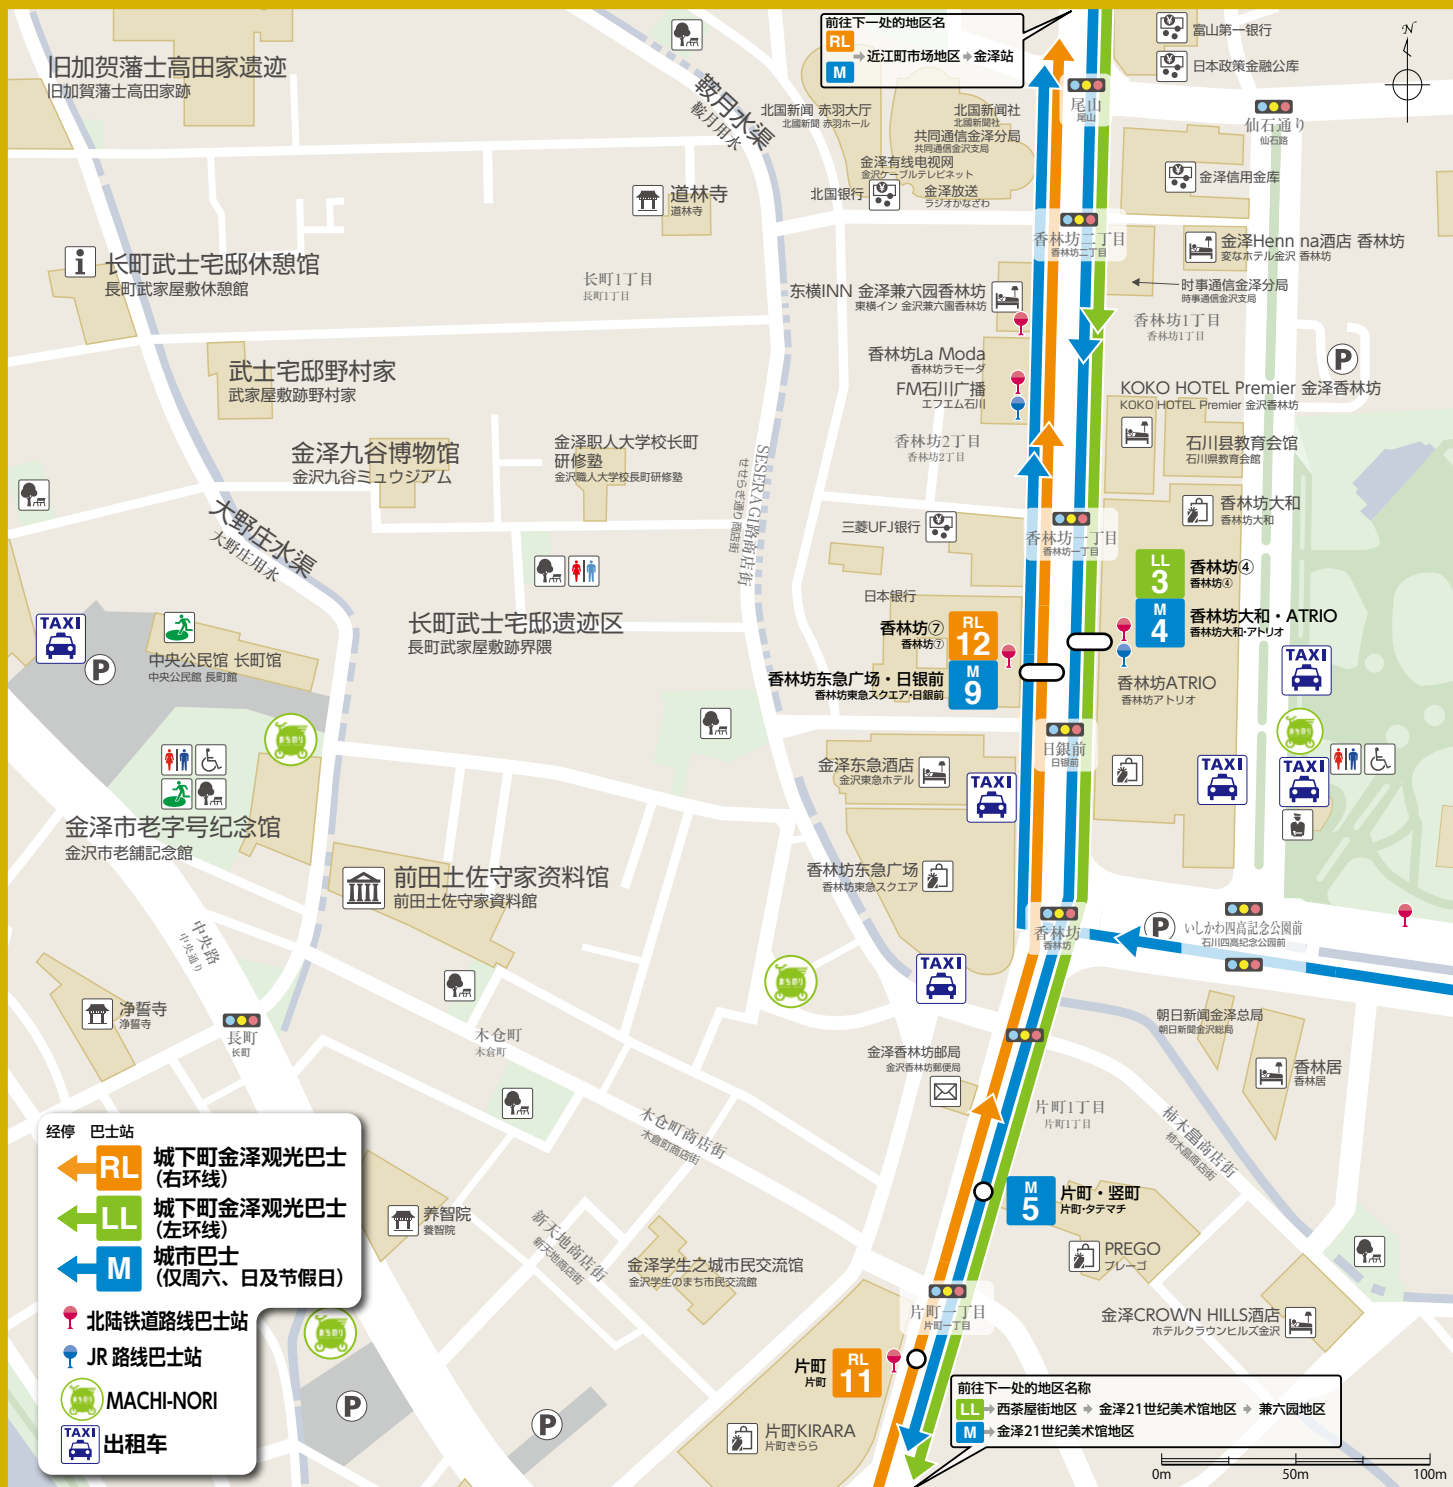 前往下一处的地区名
RL
M
近江町市场地区
金泽站
富山第一银行
日本政策金融公库
N
旧加贺藩士高田家遗迹
旧加賀藩士高田家跡
鞍月水渠
鞍月用水
尾山
尾山
仙石通り
仙石路
北国新闻 赤羽大厅
北國新聞 赤羽ホール
北国新闻社
北國新聞社
共同通信金泽分局
共同通信金沢支局
金泽有线电视网
金沢ケーブルテレビネット
北国银行
金泽放送
ラジオかなざわ
金泽信用金库
道林寺
道林寺
香林坊二丁目
香林坊二丁目
金泽Henn na酒店 香林坊
変なホテル金沢 香林坊
长町武士宅邸休憩馆
長町武家屋敷休憩館
长町1丁目
長町1丁目
时事通信金泽分局
時事通信金沢支局
东横INN 金泽兼六园香林坊
東横イン 金沢兼六園香林坊
香林坊1丁目
香林坊1丁目
香林坊La Moda
香林坊ラモーダ
FM石川广播
エフエム石川
P
武士宅邸野村家
武家屋敷跡野村家
KOKO HOTEL Premier 金泽香林坊
KOKO HOTEL Premier 金沢香林坊
金泽九谷博物馆
金沢九谷ミュウジアム
金泽职人大学校长町
研修塾
金沢職人大学校長町研修塾
香林坊2丁目
香林坊2丁目
石川县教育会馆
石川県教育会館
SESERAGI路商店街
せせらぎ通り商店街
大野庄水渠
大野庄用水
香林坊大和
香林坊大和
三菱UFJ银行
香林坊一丁目
香林坊一丁目
LL
3
香林坊④
香林坊④
M
4
香林坊大和・ATRIO
香林坊大和・アトリオ
日本银行
香林坊⑦
香林坊⑦
RL
12
香林坊东急广场・日银前
香林坊東急スクエア・日銀前
M
9
长町武士宅邸遗迹区
長町武家屋敷跡界隈
TAXI
P
中央公民馆 长町馆
中央公民館 長町館
香林坊ATRIO
香林坊アトリオ
TAXI
まちのり
まちのり
日銀前
日银前
金泽东急酒店
金沢東急ホテル
TAXI
TAXI
TAXI
金泽市老字号纪念馆
金沢市老舗記念館
前田土佐守家资料馆
前田土佐守家資料館
香林坊东急广场
香林坊東急スクエア
中央路
中央通り
香林坊
香林坊
P
いしかわ四高記念公園前
石川四高纪念公园前
TAXI
まちのり
净誓寺
浄誓寺
長町
长町
木仓町
木倉町
朝日新闻金泽总局
朝日新聞金沢総局
金泽香林坊邮局
金沢香林坊郵便局
香林居
香林居
片町1丁目
片町1丁目
柿木畠商店街
柿木畠商店街
木仓町商店街
木倉町商店街
经停 巴士站
RL
城下町金泽观光巴士
(右环线)
LL
城下町金泽观光巴士
(左环线)
M
城市巴士
(仅周六、日及节假日)
北陆铁道路线巴士站
JR 路线巴士站
まちのり
MACHI-NORI
TAXI
出租车
养智院
養智院
新天地商店街
新天地商店街
金泽学生之城市民交流馆
金沢学生のまち市民交流館
M
5
片町・竖町
片町・タテマチ
PREGO
プレーゴ
片町一丁目
片町一丁目
金泽CROWN HILLS酒店
ホテルクラウンヒルズ金沢
まちのり
片町
片町
RL
11
P
P
片町KIRARA
片町きらら
前往下一处的地区名称
LL
西茶屋街地区
金泽21世纪美术馆地区
兼六园地区
M
金泽21世纪美术馆地区
0m
50m
100m